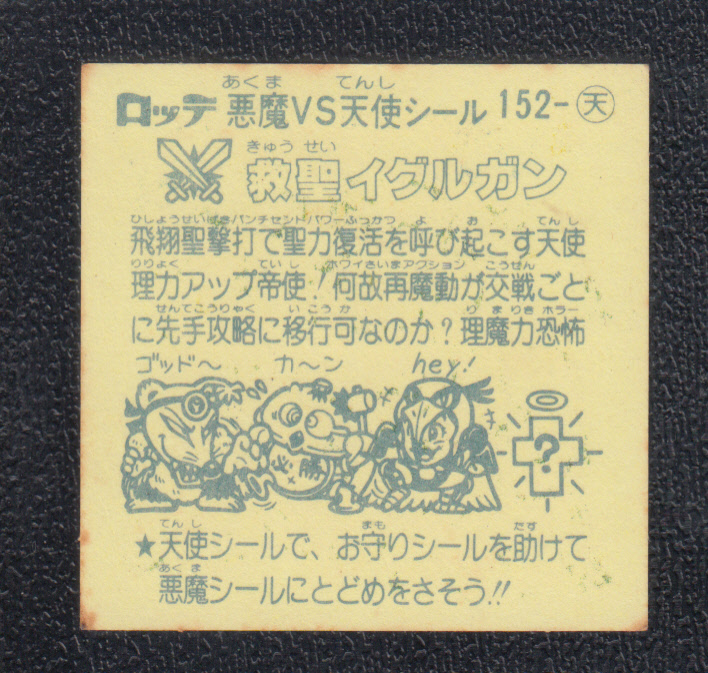 あくま てんし
ロッテ 悪魔VS天使シール 152-天
きゅう せい
救聖イグルガン
ひしょうせいげき パンチセント パワーふっかつ よ お てんし
飛翔聖撃打で聖力復活を呼び起こす天使
りりょく ていし ホワイさいまアクション こうせん
理力アップ帝使!何故再魔動が交戦ごと
せんてこうりゃく いこうか りまりき ホラー
に先手攻略に移行可なのか?理魔力恐怖
ゴッド〜 カ〜ン hey!
必勝
?
てんし まも たす
★天使シールで、お守りシールを助けて
あくま
悪魔シールにとどめをさそう!!